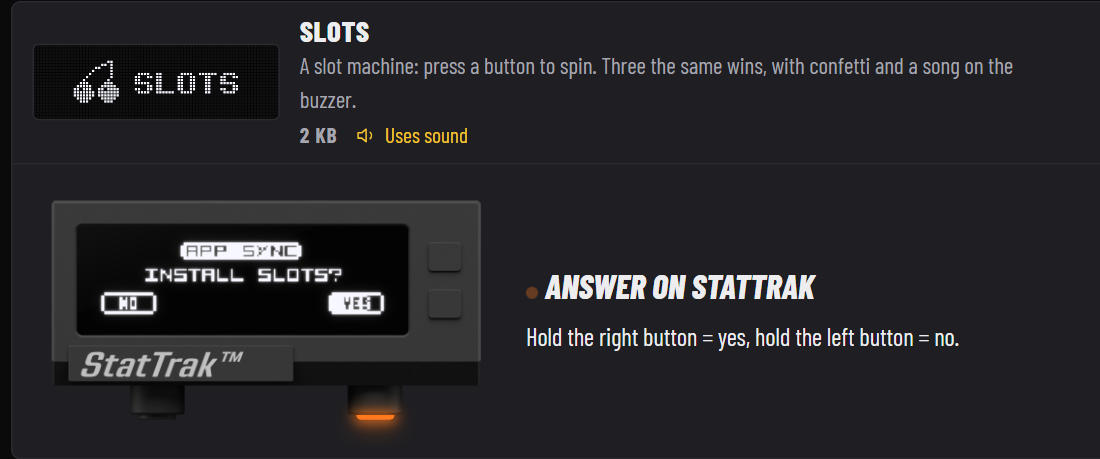 SLOTS
SLOTS
A slot machine: press a button to spin. Three the same wins, with confetti and a song on the
buzzer.
2 KB Uses sound
APP SYNC
INSTALL SLOTS?
NO YES
StatTrak™
ANSWER ON STATTRAK
Hold the right button = yes, hold the left button = no.